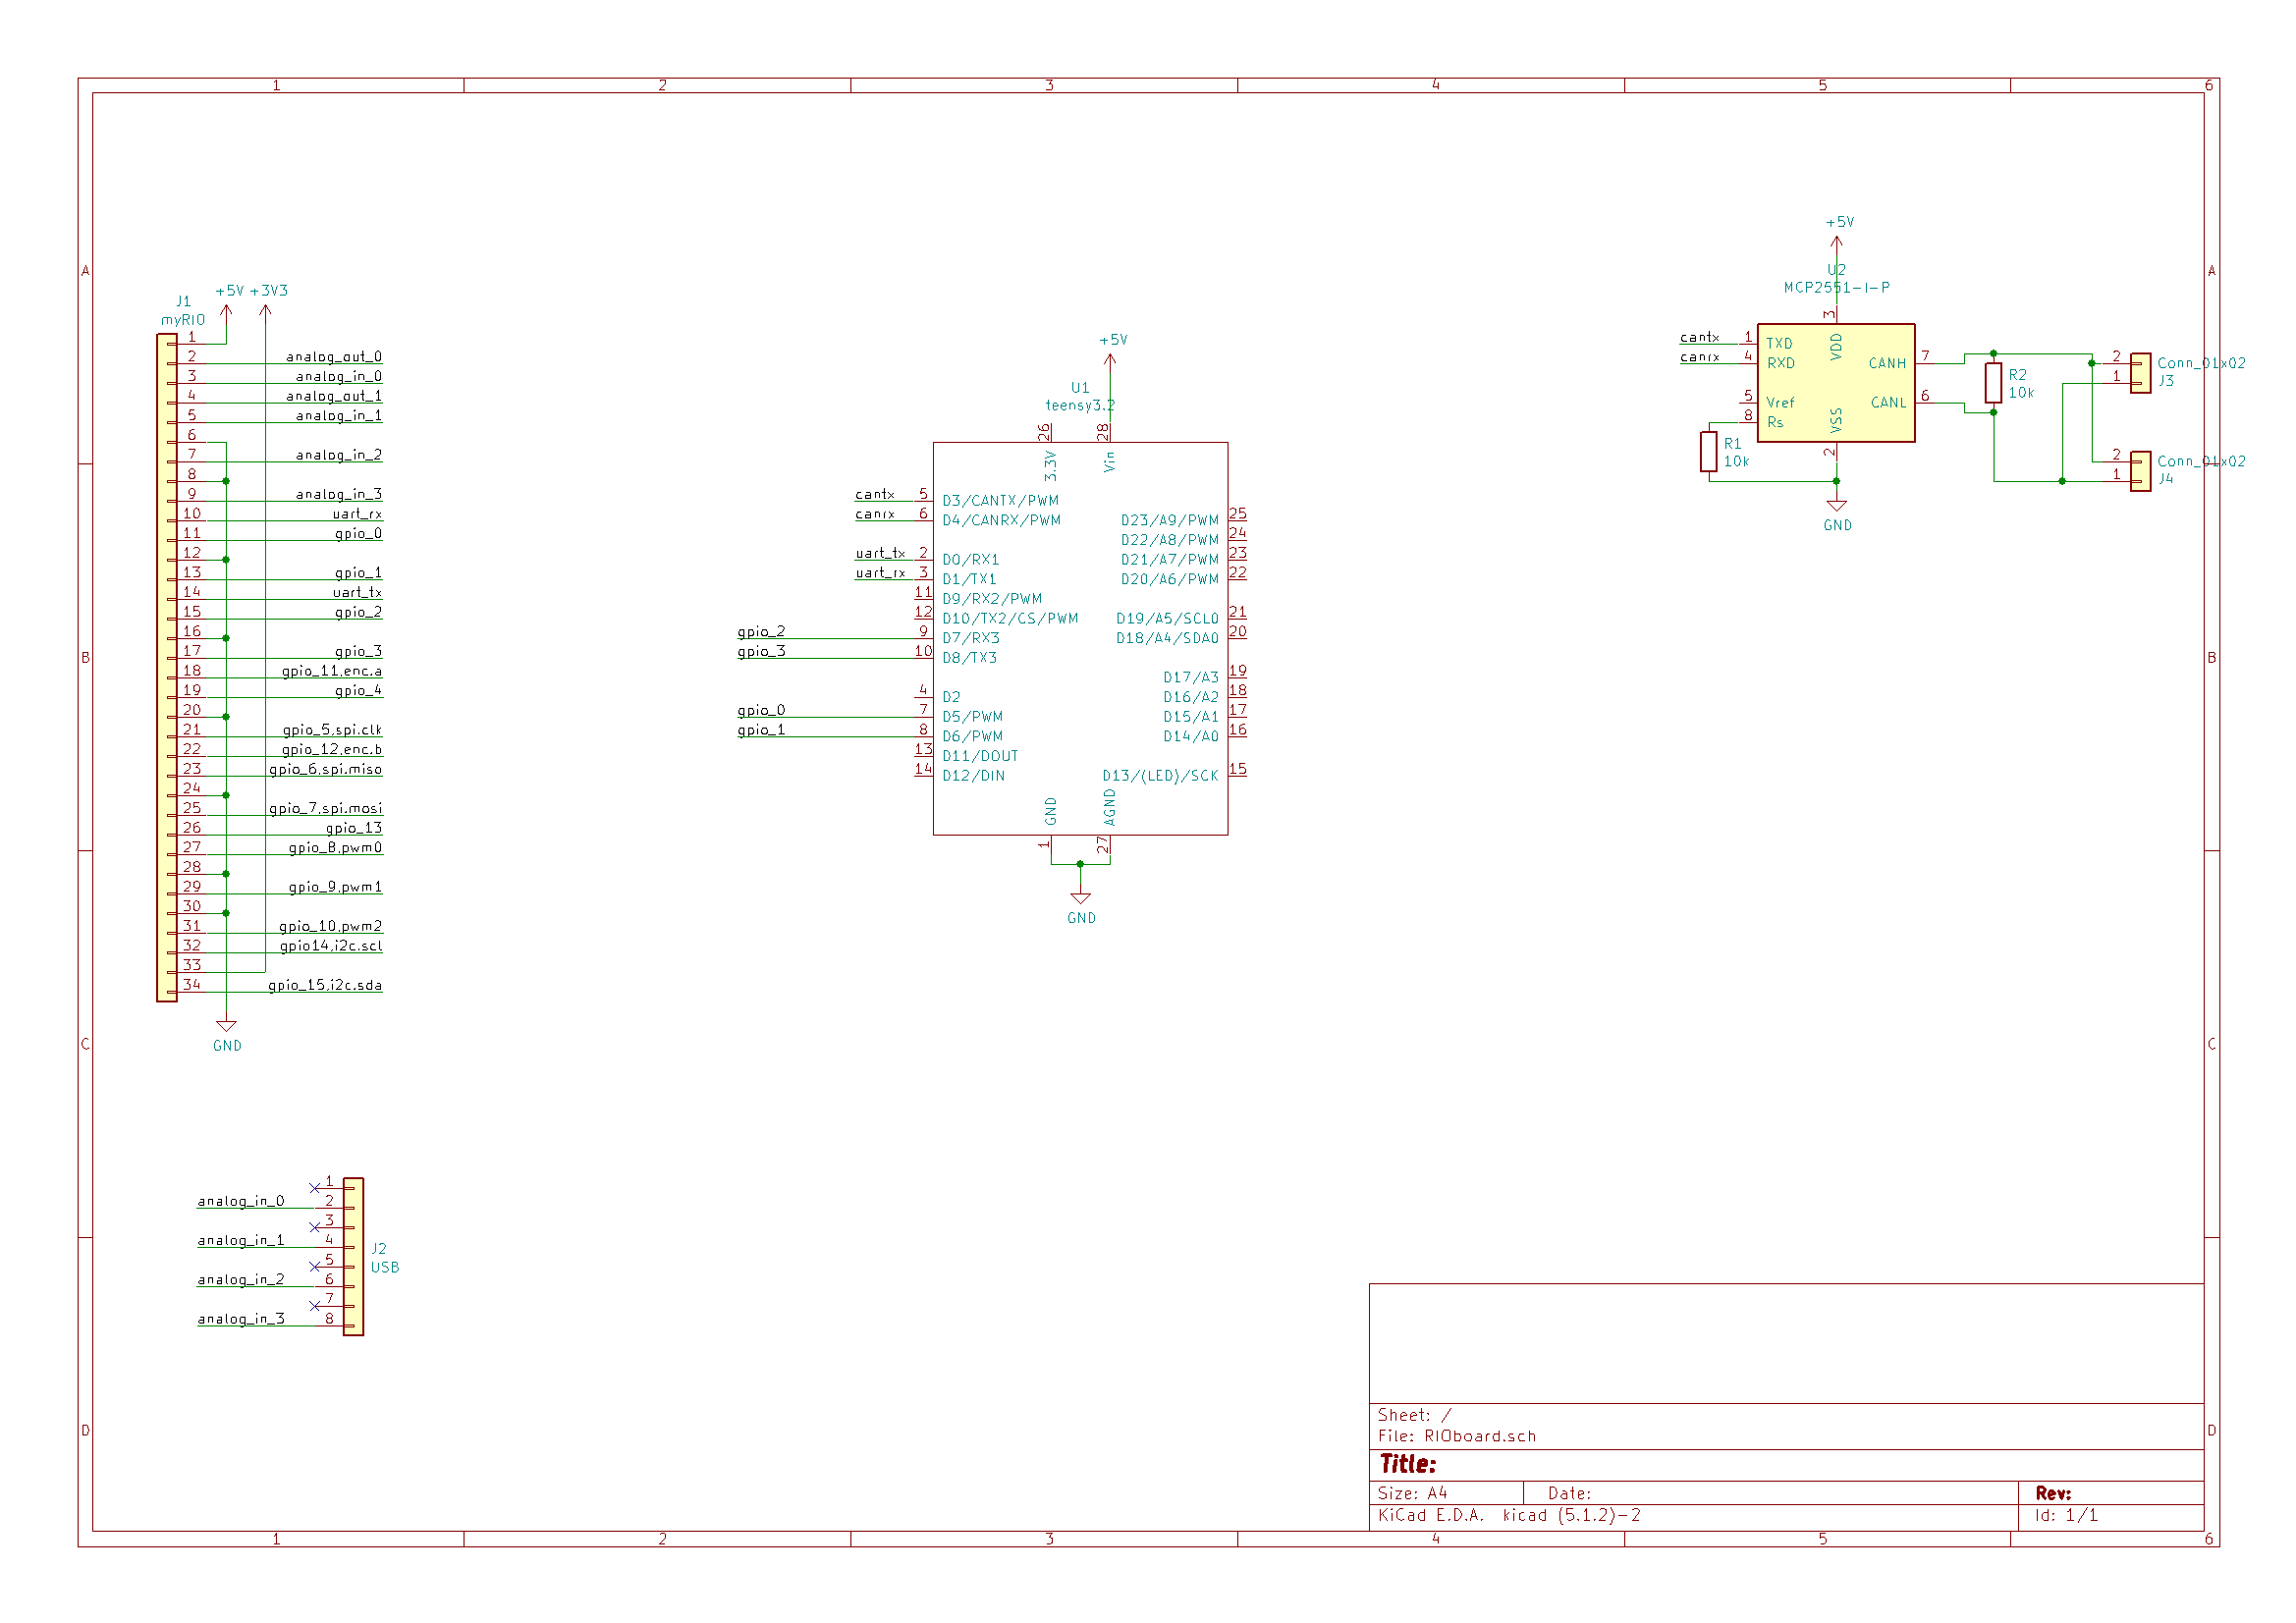 1 2 3 4 5 6
A A
B B
C C
D D
1 2 3 4 5 6
+5V +3V3
J1
myRIO
1
2 analog_out_0
3 analog_in_0
4 analog_out_1
5 analog_in_1
6
7 analog_in_2
8
9 analog_in_3
10 uart_rx
11 gpio_0
12
13 gpio_1
14 uart_tx
15 gpio_2
16
17 gpio_3
18 gpio_11.enc.a
19 gpio_4
20
21 gpio_5.spi.clk
22 gpio_12.enc.b
23 gpio_6.spi.miso
24
25 gpio_7.spi.mosi
26 gpio_13
27 gpio_8.pwm0
28
29 gpio_9.pwm1
30
31 gpio_10.pwm2
32 gpio14.i2c.scl
33
34 gpio_15.i2c.sda
GND
1
analog_in_0 2
3
analog_in_1 4
5
analog_in_2 6
7
analog_in_3 8
J2
USB
+5V
U1
teensy3.2
26 28
3.3V Vin
cantx 5 D3/CANTX/PWM
canrx 6 D4/CANRX/PWM
uart_tx 2 D0/RX1
uart_rx 3 D1/TX1
11 D9/RX2/PWM
12 D10/TX2/CS/PWM
gpio_2 9 D7/RX3
gpio_3 10 D8/TX3
4 D2
gpio_0 7 D5/PWM
gpio_1 8 D6/PWM
13 D11/DOUT
14 D12/DIN
D23/A9/PWM 25
D22/A8/PWM 24
D21/A7/PWM 23
D20/A6/PWM 22
D19/A5/SCL0 21
D18/A4/SDA0 20
D17/A3 19
D16/A2 18
D15/A1 17
D14/A0 16
D13/(LED)/SCK 15
GND AGND
1 27
GND
+5V
U2
MCP2551-I-P
3
VDD
cantx 1 TXD
canrx 4 RXD
5 Vref
8 Rs
CANH 7
CANL 6
VSS
2
GND
R1
10k
R2
10k
2 Conn_01x02
1 J3
2 Conn_01x02
1 J4
Sheet: /
File: RIOboard.sch
Title:
Size: A4 Date: Rev:
KiCad E.D.A. kicad (5.1.2)-2 Id: 1/1